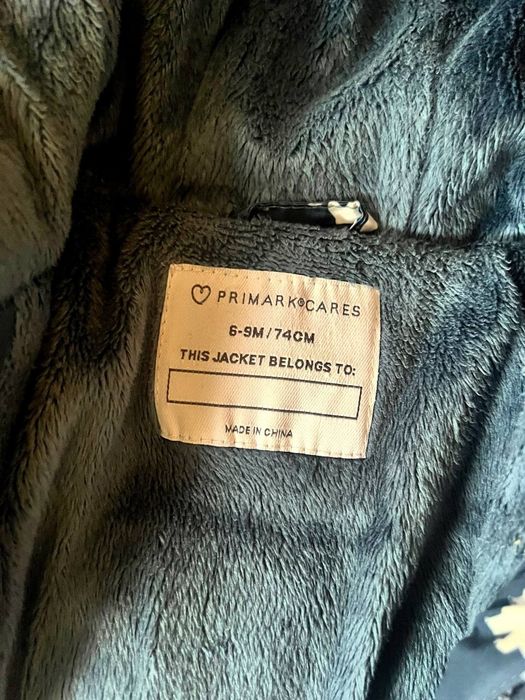 PRIMARK®CARES
6-9M/74CM
THIS JACKET BELONGS TO:
MADE IN CHINA